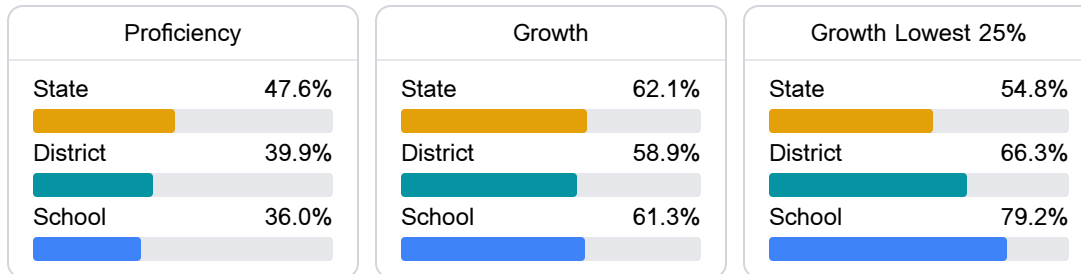 Proficiency
State 47.6%
District 39.9%
School 36.0%
Growth
State 62.1%
District 58.9%
School 61.3%
Growth Lowest 25%
State 54.8%
District 66.3%
School 79.2%